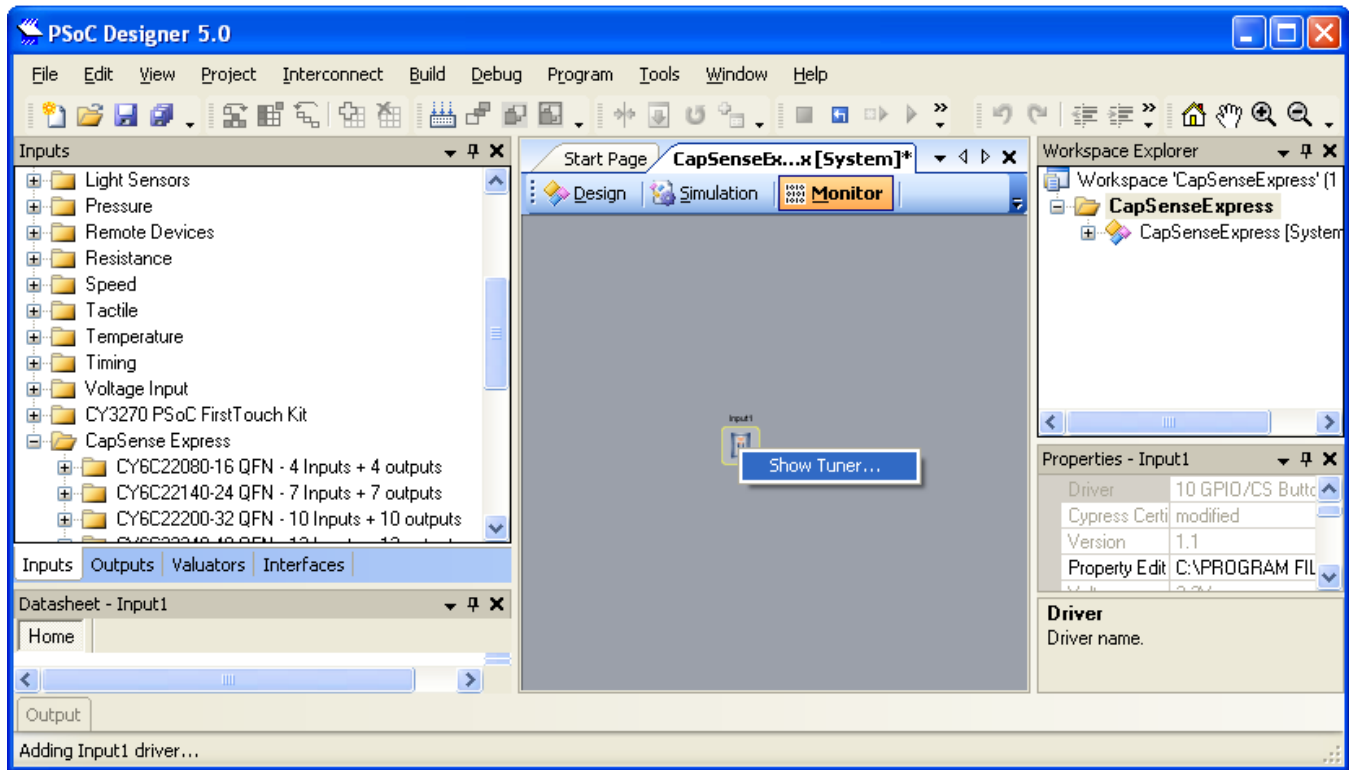 PSoC Designer 5.0
File Edit View Project Interconnect Build Debug Program Tools Window Help
Inputs
Light Sensors
Pressure
Remote Devices
Resistance
Speed
Tactile
Temperature
Timing
Voltage Input
CY3270 PSoC FirstTouch Kit
CapSense Express
CY6C22080-16 QFN - 4 Inputs + 4 outputs
CY6C22140-24 QFN - 7 Inputs + 7 outputs
CY6C22200-32 QFN - 10 Inputs + 10 outputs
Inputs Outputs Valuators Interfaces
Datasheet - Input1
Home
Start Page CapSenseEx...x [System]*
Design Simulation Monitor
Input1
Show Tuner...
Workspace Explorer
Workspace 'CapSenseExpress' (1
CapSenseExpress
CapSenseExpress [System
Properties - Input1
Driver 10 GPIO/CS Butto
Cypress Certi modified
Version 1.1
Property Edit C:\PROGRAM FIL
Driver
Driver name.
Output
Adding Input1 driver...